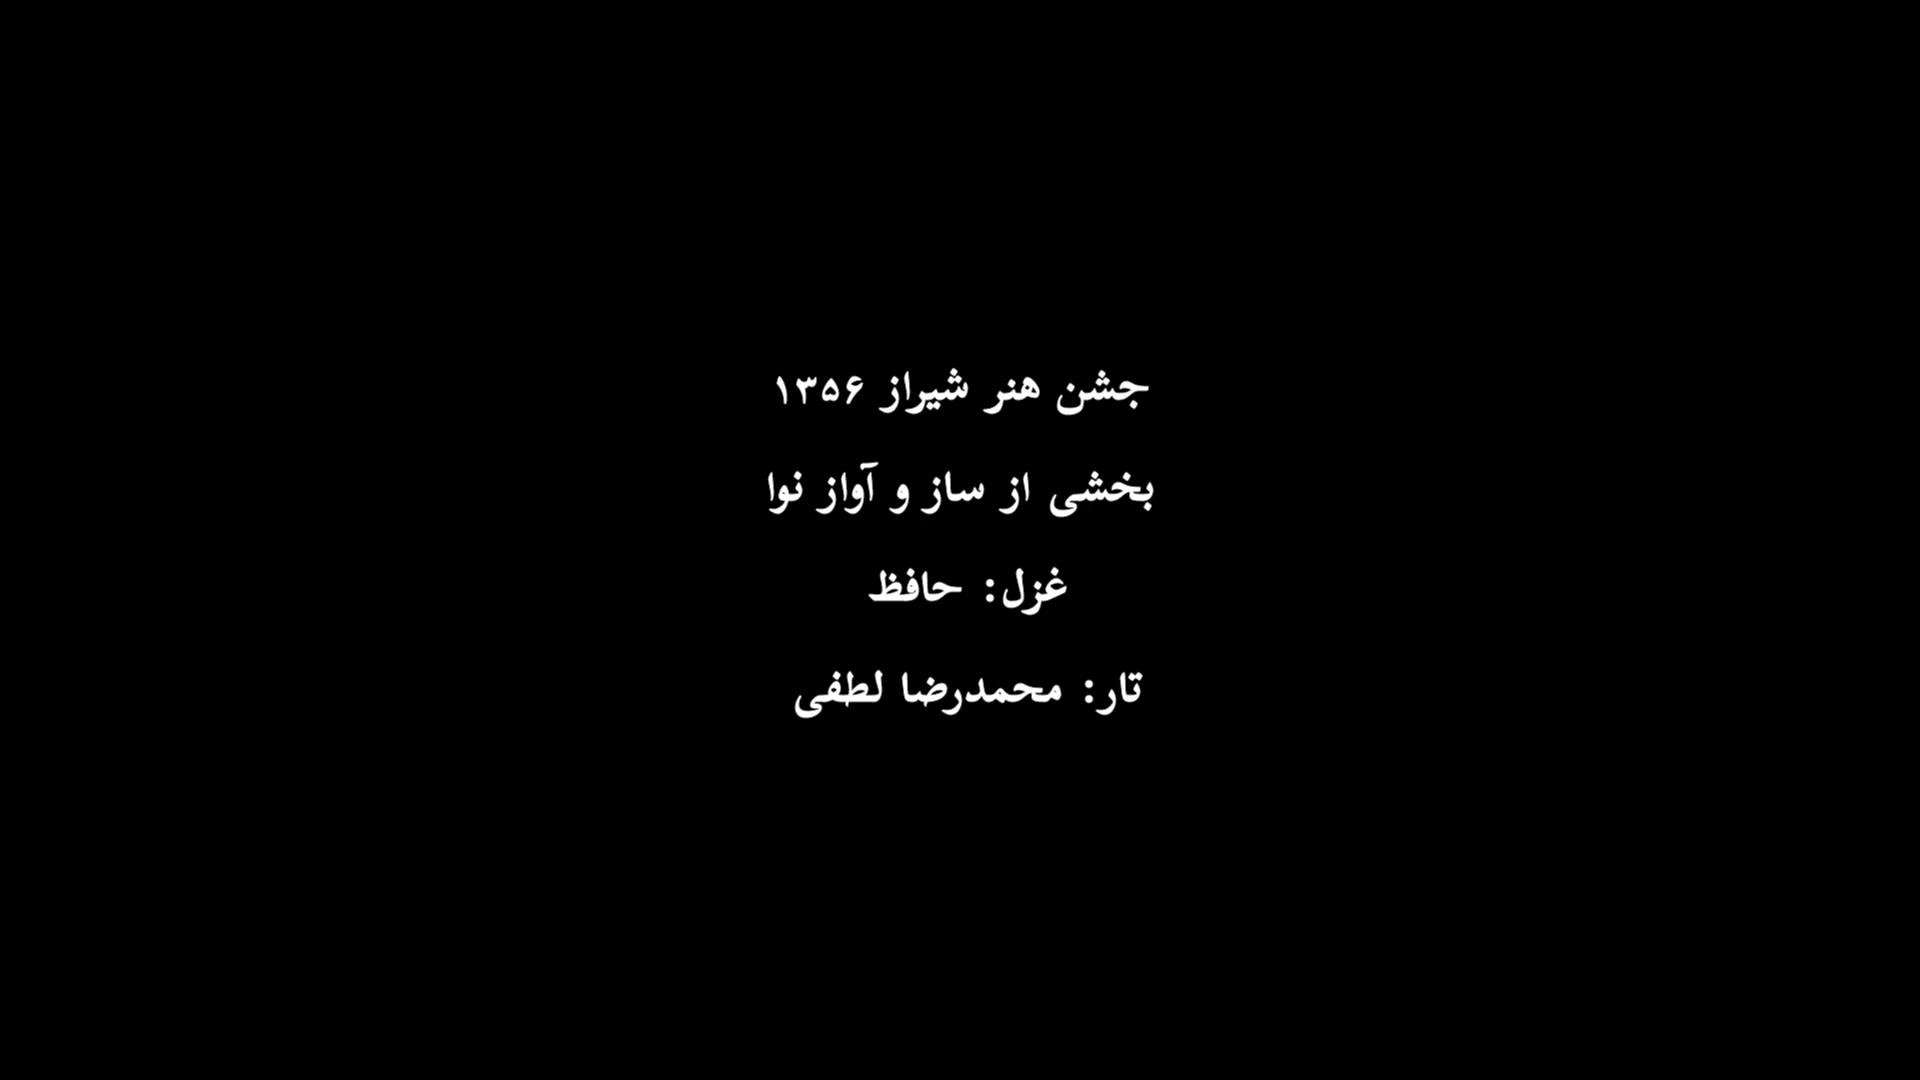 جشن هنر شیراز ۱۳۵۶
بخشی از ساز و آواز نوا
غزل: حافظ
تار: محمدرضا لطفی